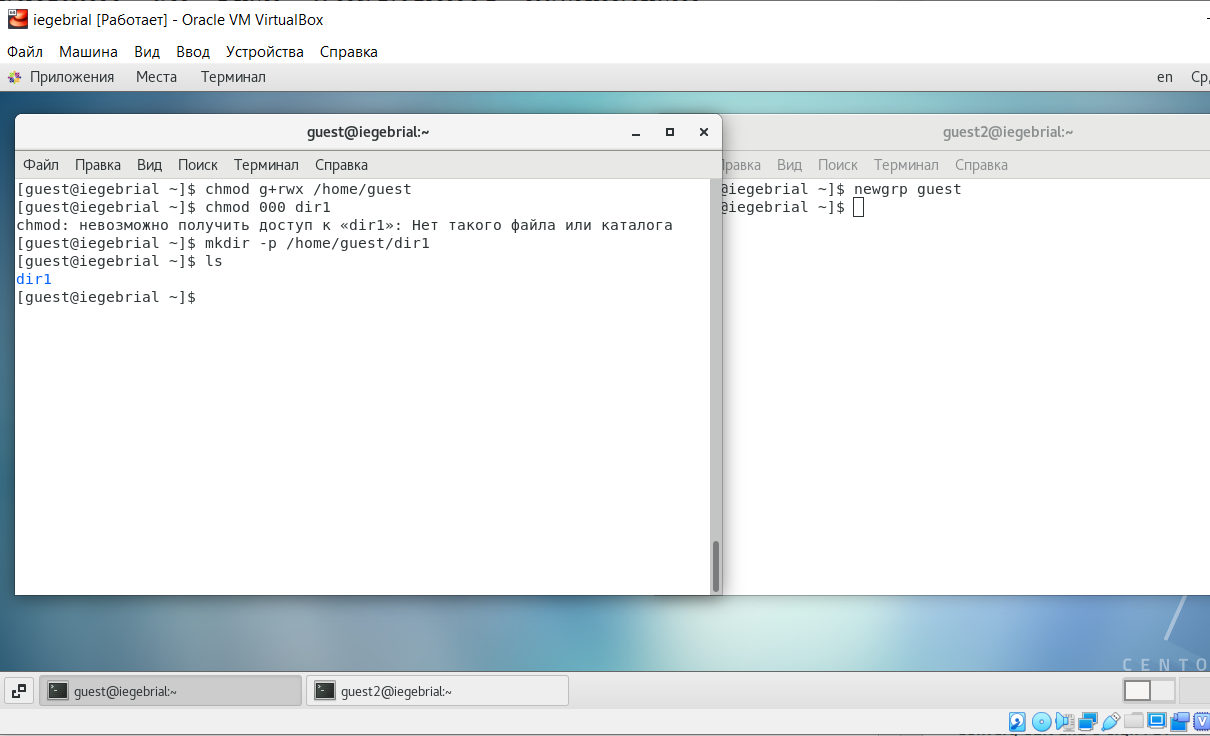 iegebrial [Работает] - Oracle VM VirtualBox
Файл Машина Вид Ввод Устройства Справка
Приложения Места Терминал en Ср,
guest@iegebrial:~
Файл Правка Вид Поиск Терминал Справка
[guest@iegebrial ~]$ chmod g+rwx /home/guest
[guest@iegebrial ~]$ chmod 000 dir1
chmod: невозможно получить доступ к «dir1»: Нет такого файла или каталога
[guest@iegebrial ~]$ mkdir -p /home/guest/dir1
[guest@iegebrial ~]$ ls
dir1
[guest@iegebrial ~]$
guest2@iegebrial:~
Правка Вид Поиск Терминал Справка
@iegebrial ~]$ newgrp guest
@iegebrial ~]$
CENTO
guest@iegebrial:~ guest2@iegebrial:~